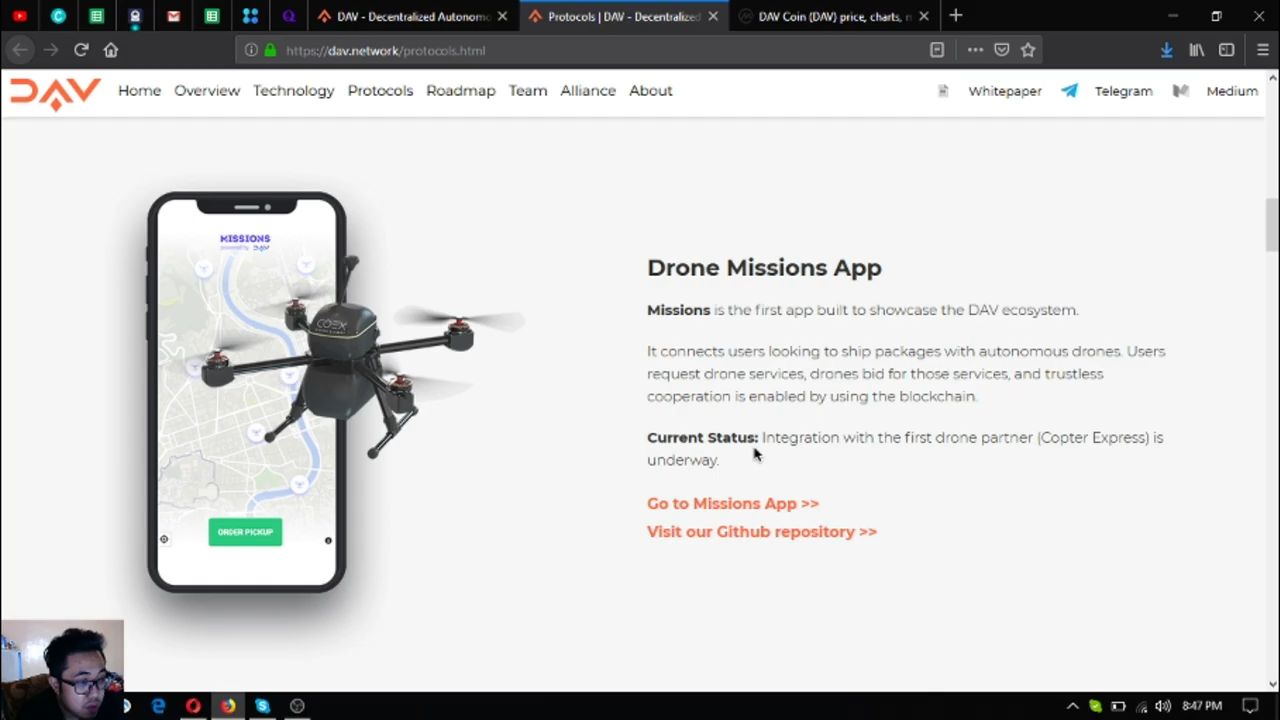 DAV - Decentralized Autonomo
Protocols | DAV - Decentralized
DAV Coin (DAV) price, charts, n
https://dav.network/protocols.html
DAV
Home
Overview
Technology
Protocols
Roadmap
Team
Alliance
About
Whitepaper
Telegram
Medium
MISSIONS
powered by DAV
COEX
ORDER PICKUP
Drone Missions App
Missions is the first app built to showcase the DAV ecosystem.
It connects users looking to ship packages with autonomous drones. Users
request drone services, drones bid for those services, and trustless
cooperation is enabled by using the blockchain.
Current Status: Integration with the first drone partner (Copter Express) is
underway.
Go to Missions App >>
Visit our Github repository >>
8:47 PM